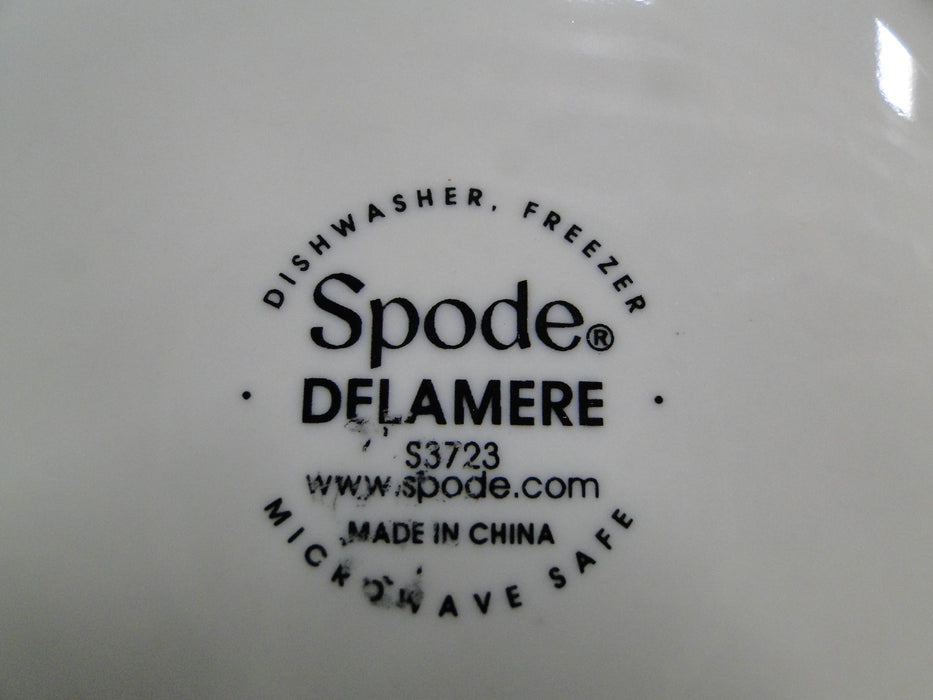 DISHWASHER, FREEZER
Spode®
DELAMERE
S3723
www.spode.com
MADE IN CHINA
MICROWAVE SAFE